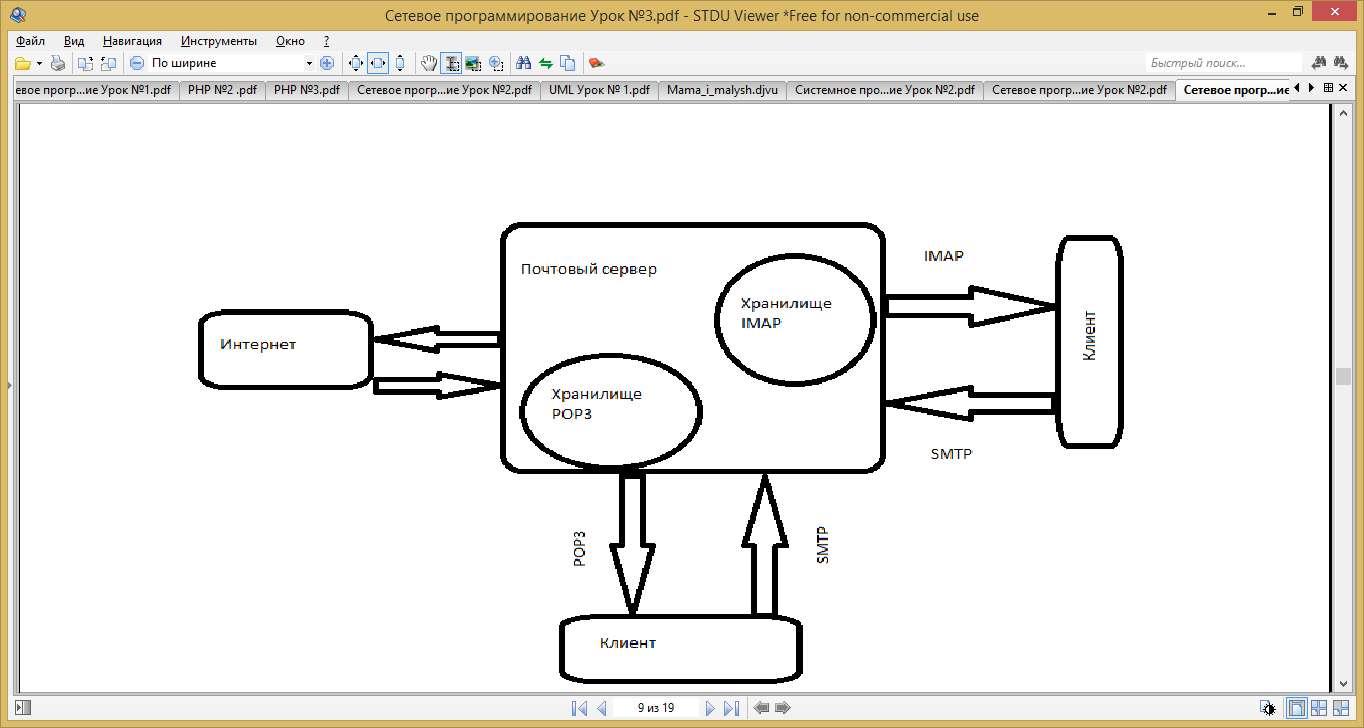 Сетевое программирование Урок №3.pdf - STDU Viewer *Free for non-commercial use
Файл Вид Навигация Инструменты Окно ?
По ширине
Быстрый поиск...
евое прогр...ие Урок №1.pdf PHP №2 .pdf PHP №3.pdf Сетевое прогр...ие Урок №2.pdf UML Урок № 1.pdf Mama_i_malysh.djvu Системное про...ие Урок №2.pdf Сетевое прогр...ие Урок №2.pdf Сетевое прогр...ие
IMAP
Почтовый сервер
Хранилище
IMAP
Клиент
Интернет
Хранилище
POP3
SMTP
POP3
SMTP
Клиент
9 из 19